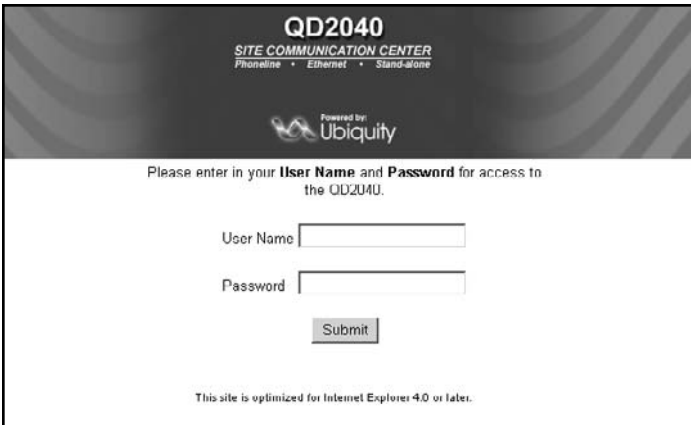 QD2040
SITE COMMUNICATION CENTER
Phoneline • Ethernet • Stand-alone
Powered by:
Ubiquity
Please enter in your User Name and Password for access to
the QD2040.
User Name
Password
Submit
This site is optimized for Internet Explorer 4.0 or later.